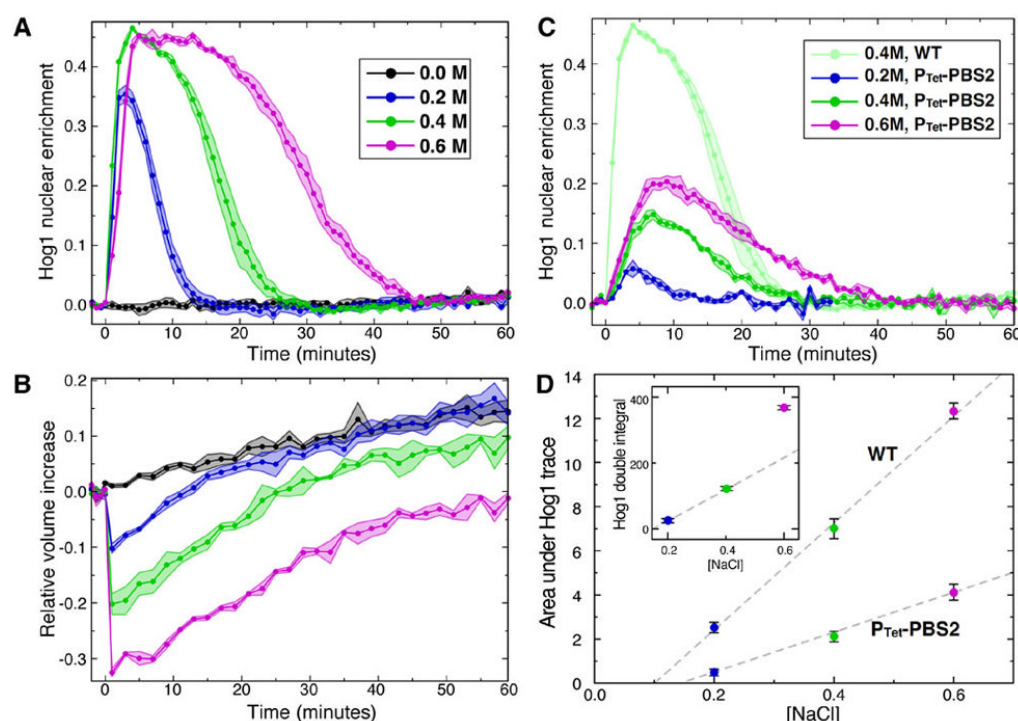 A
Hog1 nuclear enrichment
0.4
0.3
0.2
0.1
0.0
0.0 M
0.2 M
0.4 M
0.6 M
0 10 20 30 40 50 60
Time (minutes)
C
Hog1 nuclear enrichment
0.4
0.3
0.2
0.1
0.0
0.4M, WT
0.2M, PTet-PBS2
0.4M, PTet-PBS2
0.6M, PTet-PBS2
0 10 20 30 40 50 60
Time (minutes)
B
Relative volume increase
0.2
0.1
0.0
-0.1
-0.2
-0.3
0 10 20 30 40 50 60
Time (minutes)
D
Area under Hog1 trace
14
12
10
8
6
4
2
0
Hog1 double integral
400
200
0
0.2 0.4 0.6
[NaCl]
WT
PTet-PBS2
0.0 0.2 0.4 0.6
[NaCl]